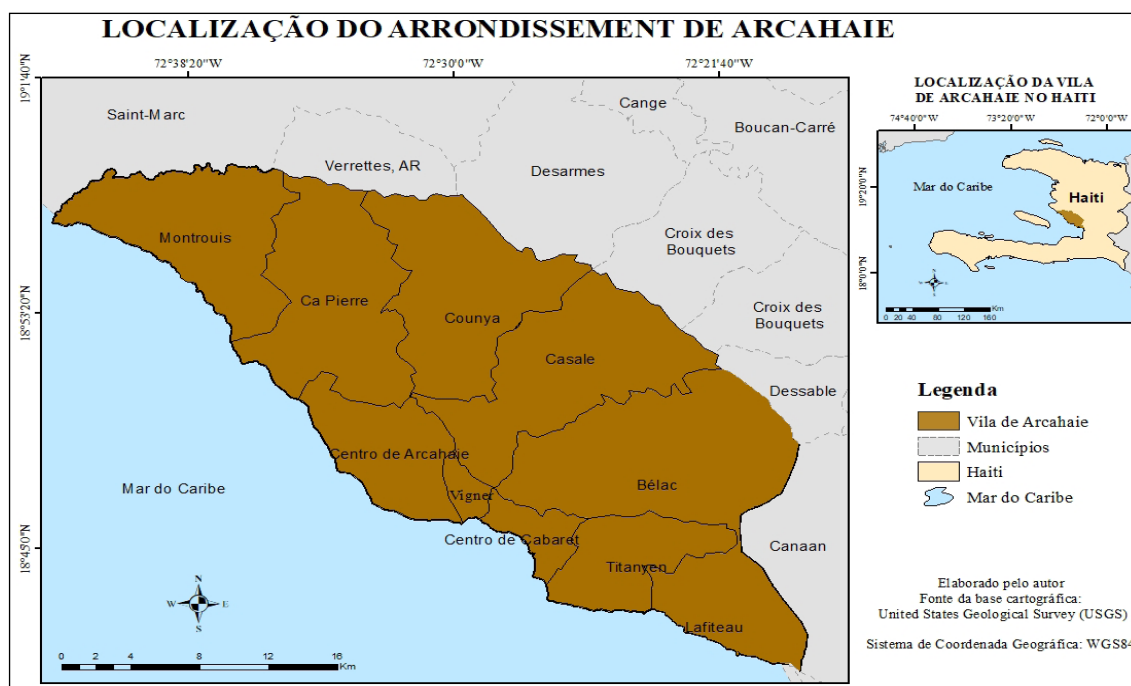 LOCALIZAÇÃO DO ARRONDISSEMENT DE ARCAHAIE
72°38'20"W
72°30'0"W
72°21'40"W
19°1'40"N
18°53'20"N
18°45'0"N
Saint-Marc
Cange
Boucan-Carré
Verrettes, AR
Desarmes
Croix des
Bouquets
Montrouis
Ca Pierre
Counya
Croix des
Bouquets
Casale
Dessable
Centro de Arcahaie
Mar do Caribe
Vigner
Bélac
Centro de Cabaret
Canaan
Titanyen
Lafiteau
N
W
E
S
0 1 2 4 8 12 16
Km
LOCALIZAÇÃO DA VILA
DE ARCAHAIE NO HAITI
74°40'0"W
73°20'0"W
72°0'0"W
19°20'0"N
18°0'0"N
Mar do Caribe
Haiti
0 20 40 80 120 160
Km
Legenda
Vila de Arcahaie
Municípios
Haiti
Mar do Caribe
Elaborado pelo autor
Fonte da base cartográfica:
United States Geological Survey (USGS)
Sistema de Coordenada Geográfica: WGS84